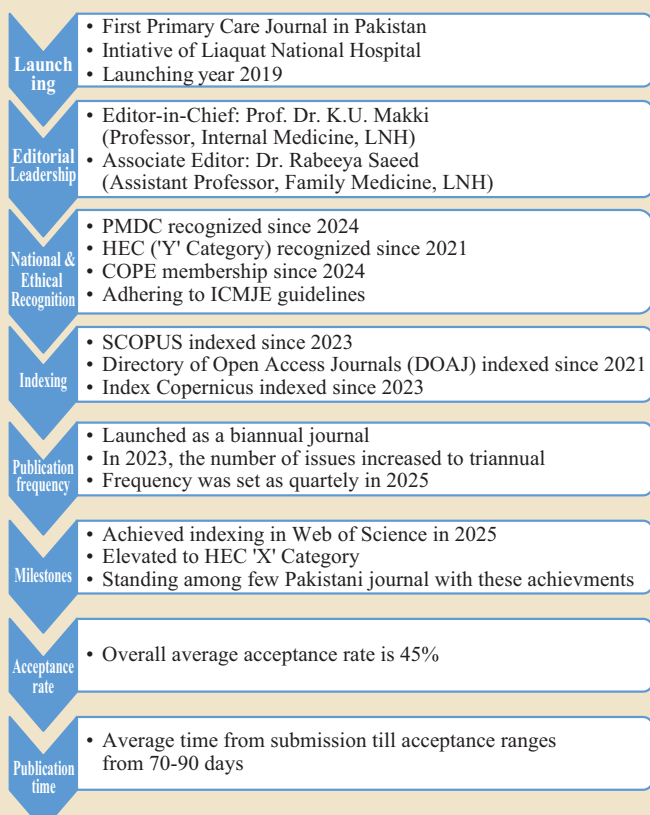 Launch
ing
• First Primary Care Journal in Pakistan
• Intiative of Liaquat National Hospital
• Launching year 2019
Editorial
Leadership
• Editor-in-Chief: Prof. Dr. K.U. Makki
(Professor, Internal Medicine, LNH)
• Associate Editor: Dr. Rabeeya Saeed
(Assistant Professor, Family Medicine, LNH)
National &
Ethical
Recognition
• PMDC recognized since 2024
• HEC ('Y' Category) recognized since 2021
• COPE membership since 2024
• Adhering to ICMJE guidelines
Indexing
• SCOPUS indexed since 2023
• Directory of Open Access Journals (DOAJ) indexed since 2021
• Index Copernicus indexed since 2023
Publication
frequency
• Launched as a biannual journal
• In 2023, the number of issues increased to triannual
• Frequency was set as quartely in 2025
Milestones
• Achieved indexing in Web of Science in 2025
• Elevated to HEC 'X' Category
• Standing among few Pakistani journal with these achievments
Acceptance
rate
• Overall average acceptance rate is 45%
Publication
time
• Average time from submission till acceptance ranges
from 70-90 days